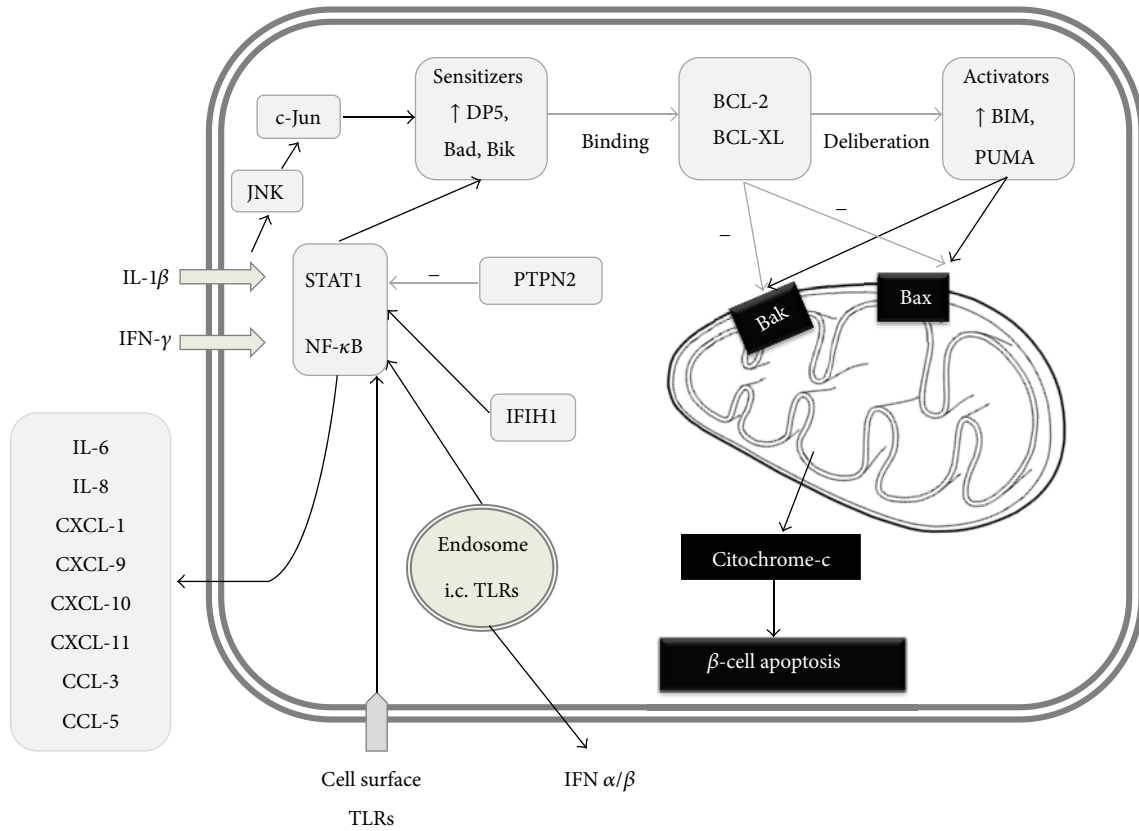 Sensitizers
↑ DP5,
Bad, Bik
Binding
BCL-2
BCL-XL
Deliberation
Activators
↑ BIM,
PUMA
c-Jun
JNK
IL-1β
IFN-γ
STAT1
NF-κB
–
PTPN2
IFIH1
–
–
Bak
Bax
IL-6
IL-8
CXCL-1
CXCL-9
CXCL-10
CXCL-11
CCL-3
CCL-5
Endosome
i.c. TLRs
Citochrome-c
β-cell apoptosis
Cell surface
TLRs
IFN α/β